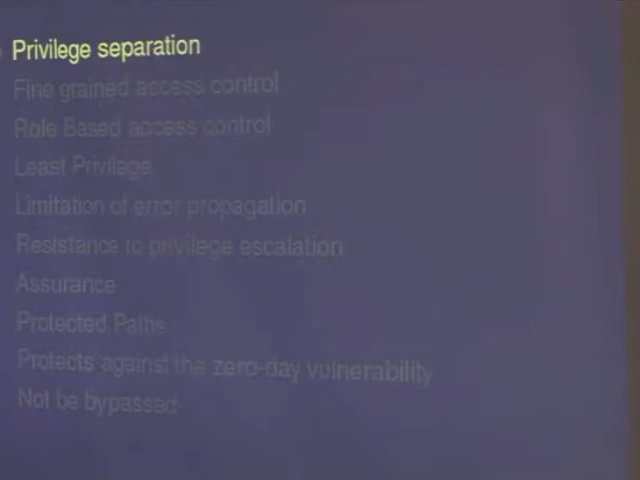 Privilege separation
Fine grained access control
Role Based access control
Least Privilege
Limitation of error propagation
Resistance to privilege escalation
Assurance
Protected Paths
Protects against the zero-day vulnerability
Not be bypassed